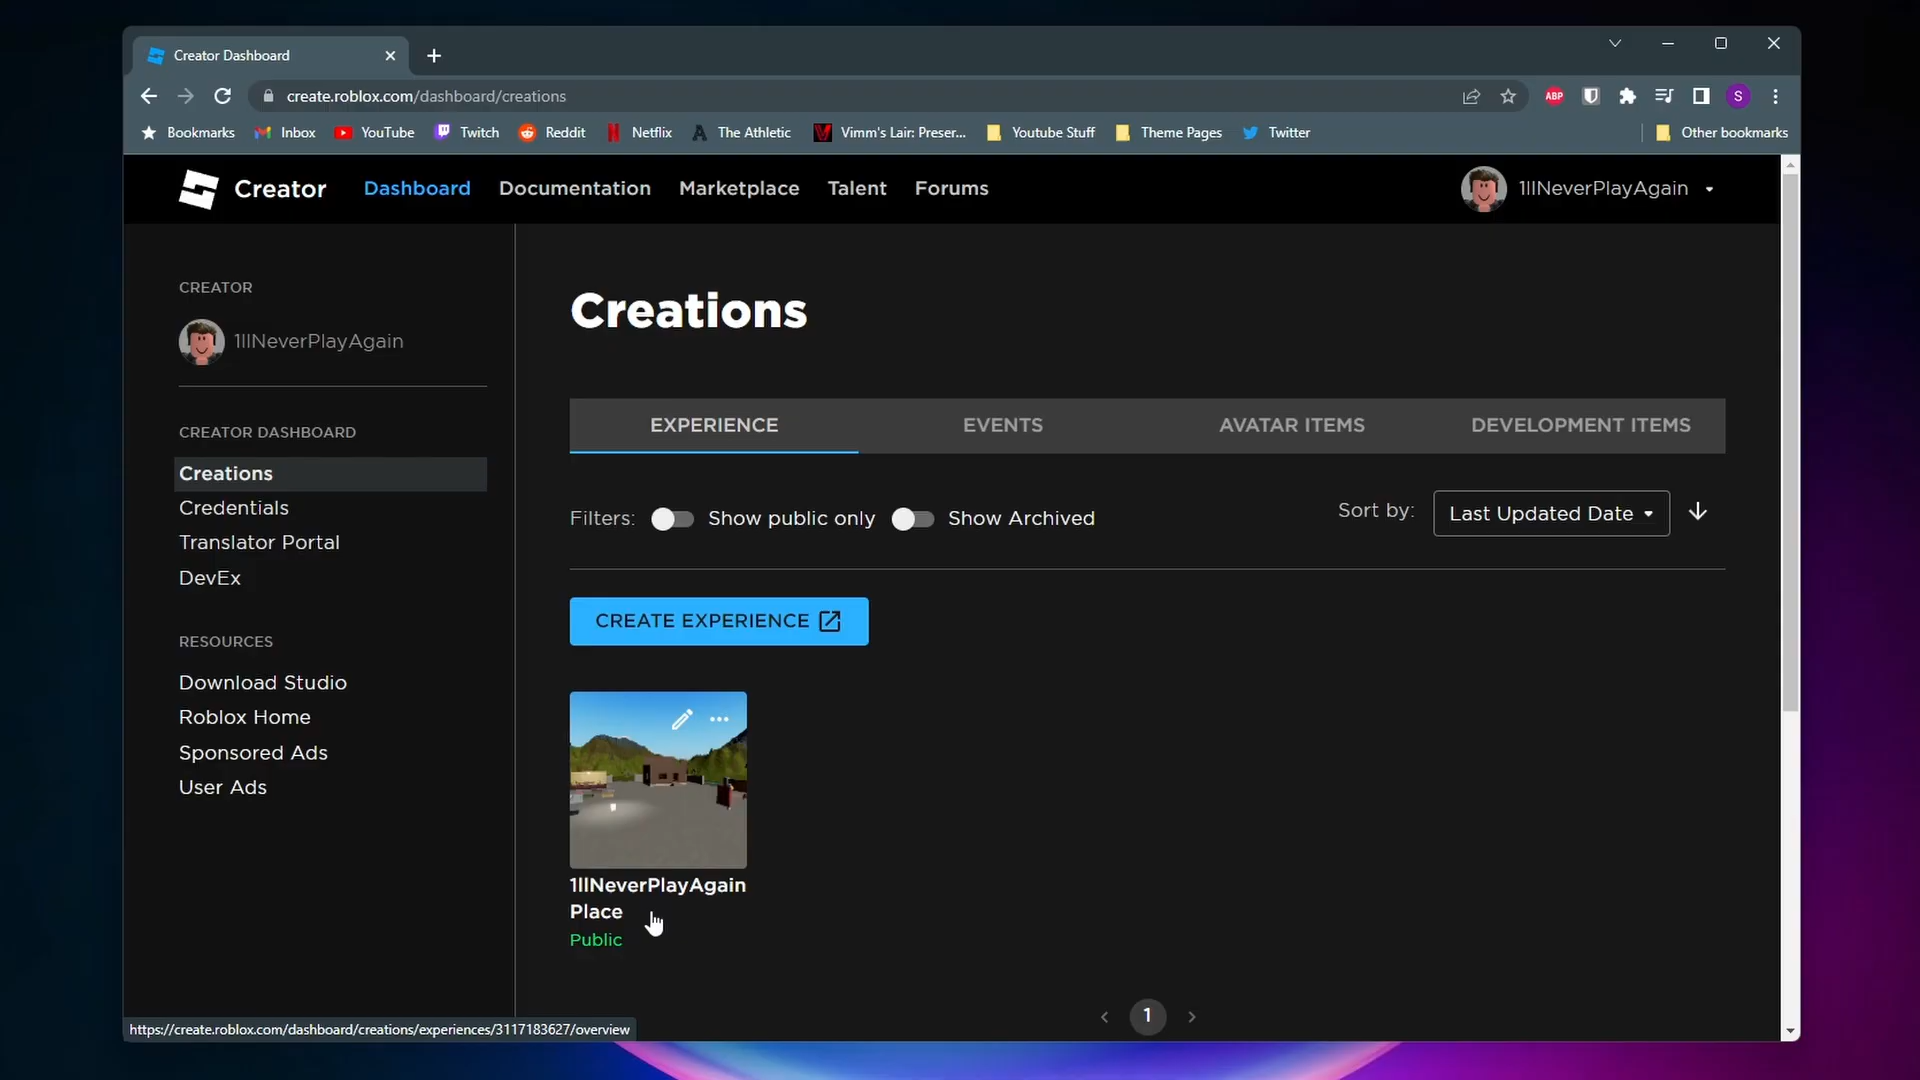 Creator Dashboard
create.roblox.com/dashboard/creations
ABP
S
Bookmarks
Inbox
YouTube
Twitch
Reddit
Netflix
The Athletic
Vimm's Lair: Preser...
Youtube Stuff
Theme Pages
Twitter
Other bookmarks
Creator
Dashboard
Documentation
Marketplace
Talent
Forums
1llNeverPlayAgain
CREATOR
1llNeverPlayAgain
CREATOR DASHBOARD
Creations
Credentials
Translator Portal
DevEx
RESOURCES
Download Studio
Roblox Home
Sponsored Ads
User Ads
Creations
EXPERIENCE
EVENTS
AVATAR ITEMS
DEVELOPMENT ITEMS
Filters:
Show public only
Show Archived
Sort by:
Last Updated Date
CREATE EXPERIENCE
1llNeverPlayAgain
Place
Public
1
https://create.roblox.com/dashboard/creations/experiences/3117183627/overview